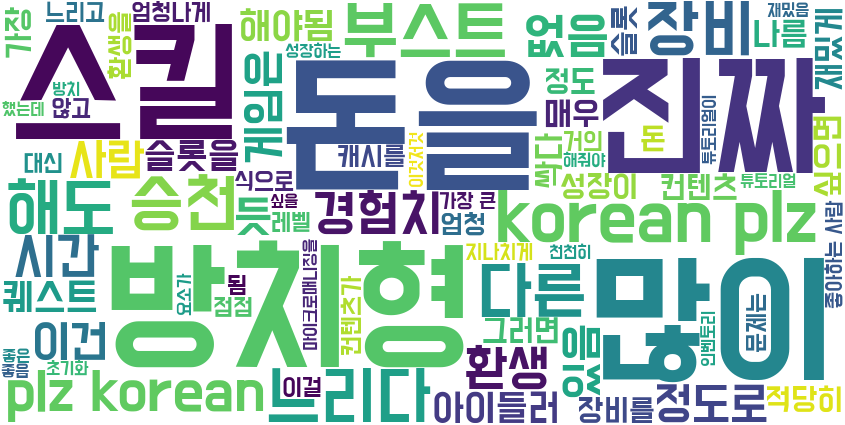 가장
느리고
엄청나게
환생을
해야됨
성장하는
부스트
없음
슬롯
장비
재밌음
나름
재밌게
방치
했는데
않고
스킬
게임은
돈을
정도
매우
진짜
돈
튜토리얼이
대신
사람
슬롯을
캐시를
이것저것
싹다
거의
해줘야
싶으면
해도
승천
식으로
싶을
듯
레벨
경험치
가장 큰
엄청
성장이
컨텐츠
튜토리얼
korean plz
좋아하는 사람
시간
방치형
마이크로매니징을
지나치게
천천히
다른
많이
문제는
퀘스트
요소가
됨
점점
컨텐츠가
그러면
있음
인벤토리
이건
좋은
좋음
초기화
환생
plz korean
이걸
느리다
아이들러
장비를
정도로
적당히